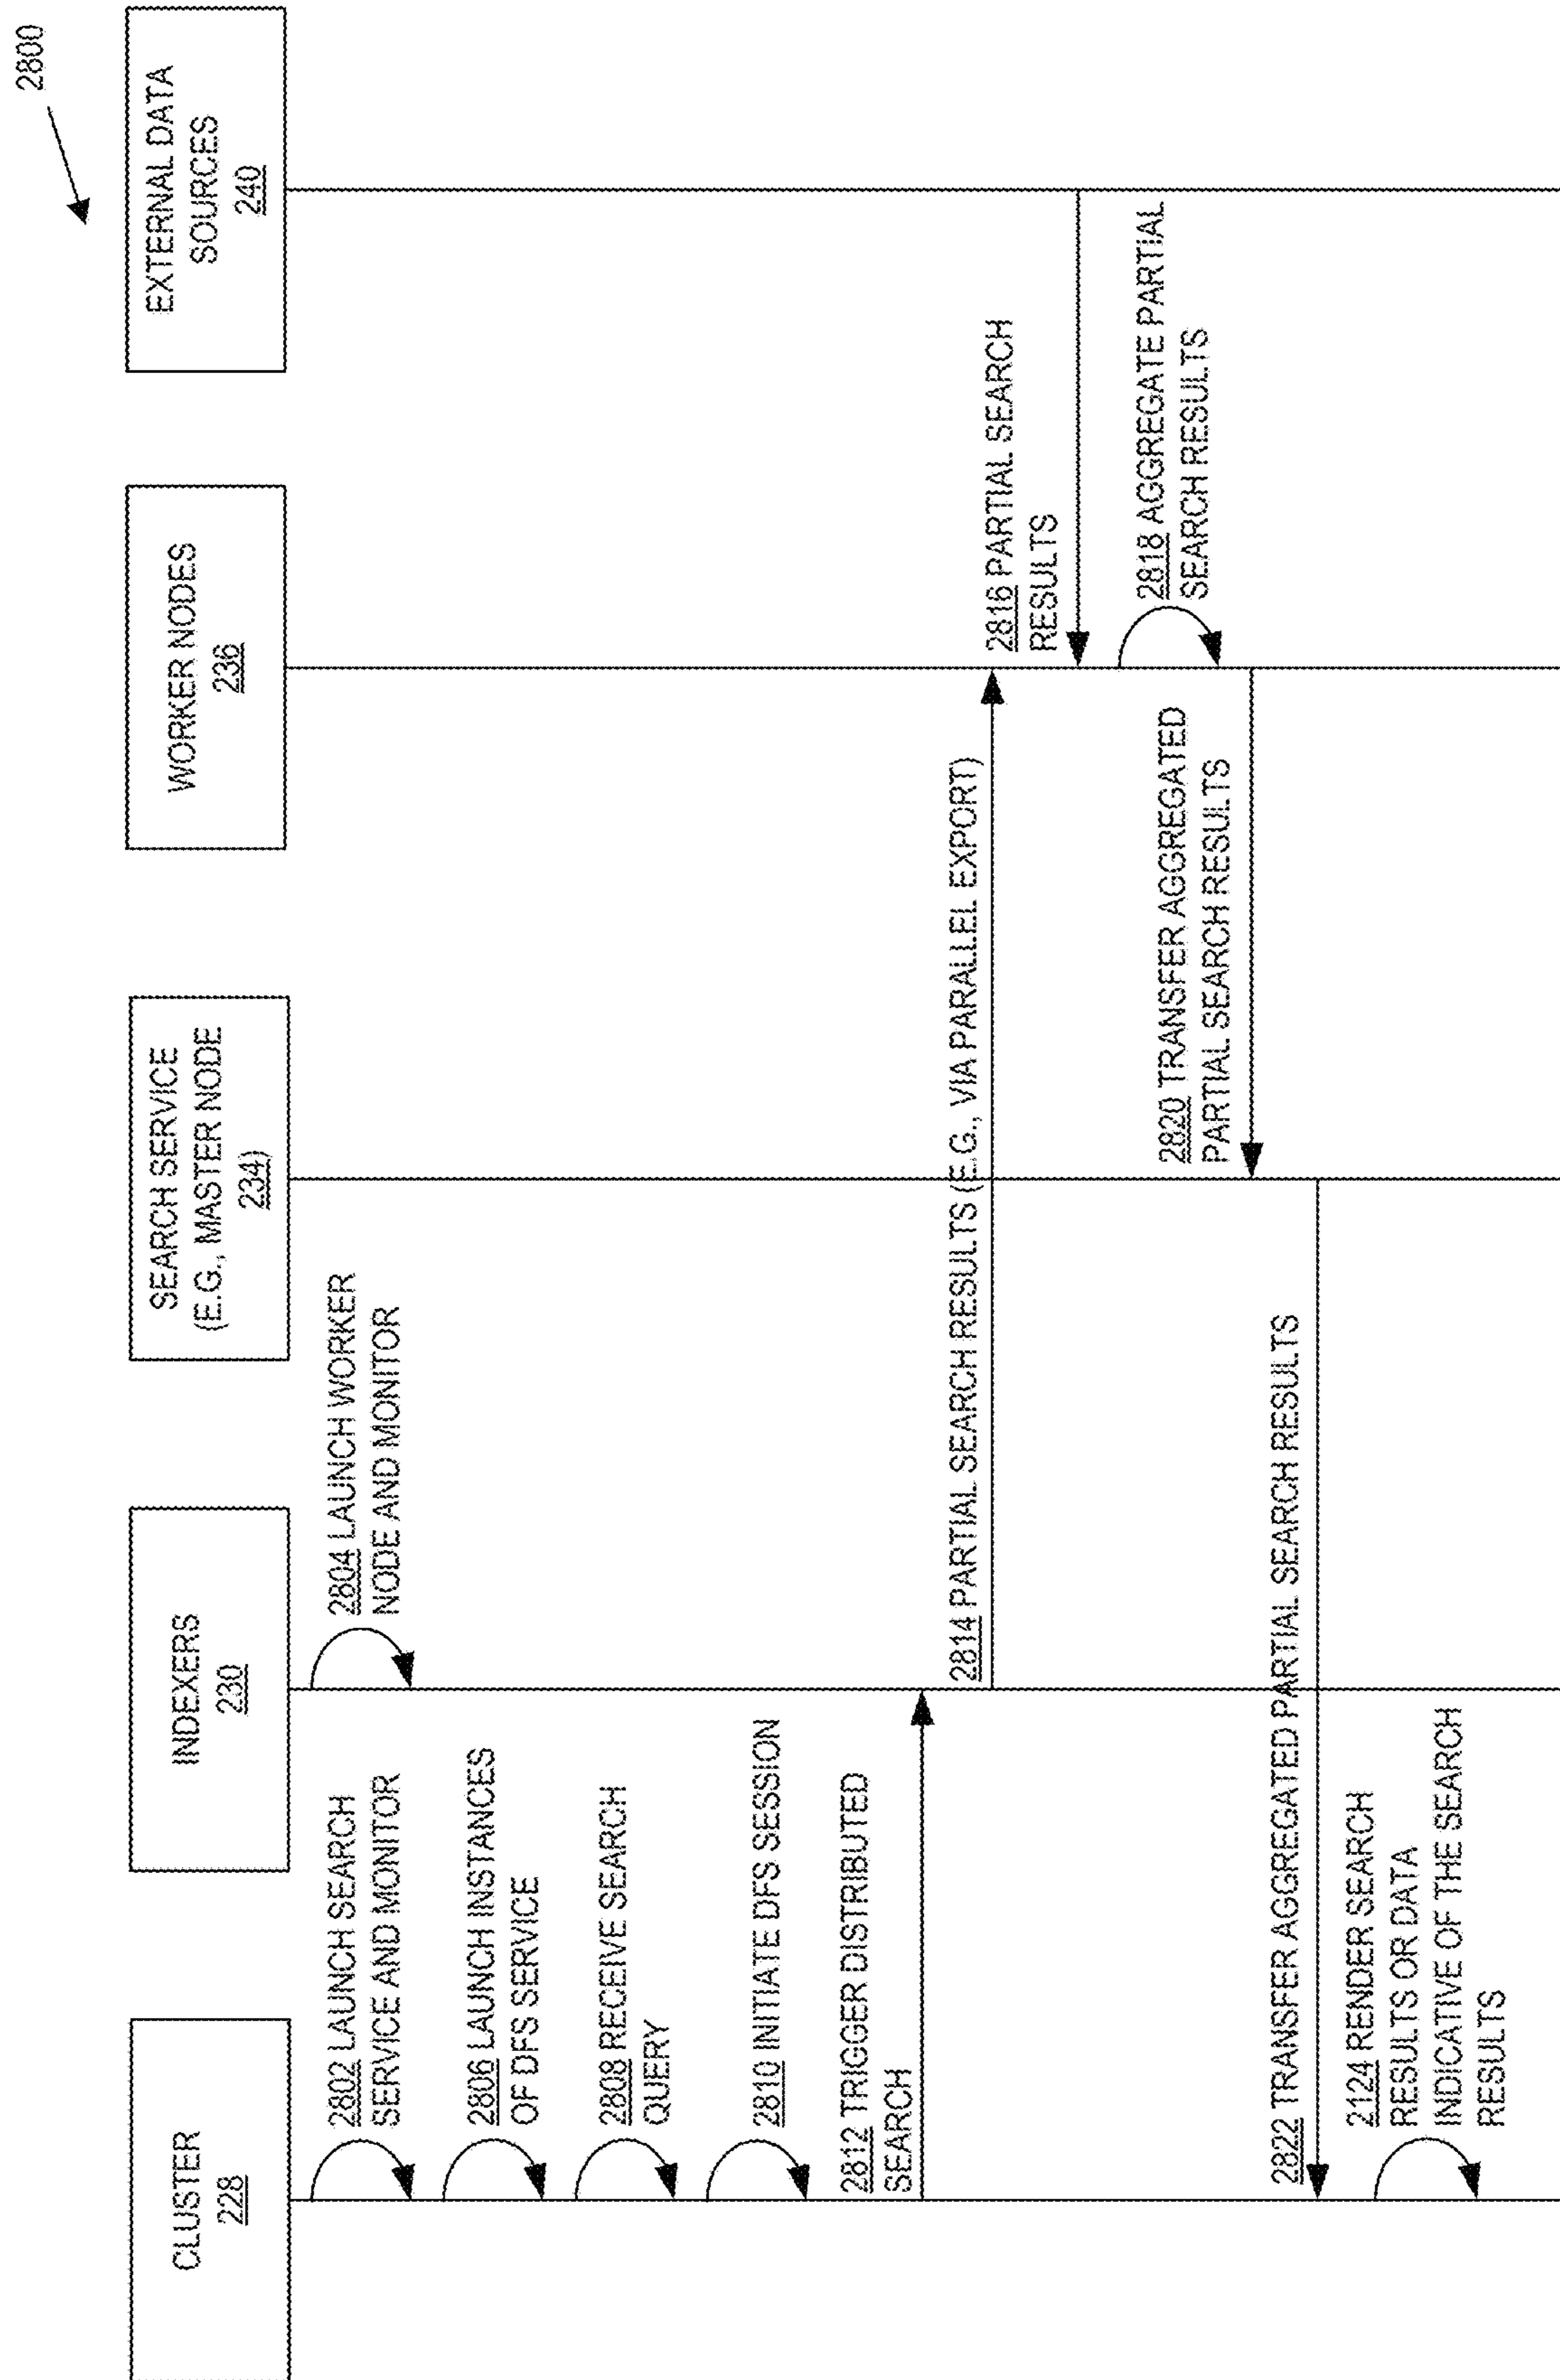 2800
CLUSTER
228
INDEXERS
230
SEARCH SERVICE
(E.G., MASTER NODE
234)
WORKER NODES
236
EXTERNAL DATA
SOURCES
240
2802 LAUNCH SEARCH
SERVICE AND MONITOR
2804 LAUNCH WORKER
NODE AND MONITOR
2806 LAUNCH INSTANCES
OF DFS SERVICE
2808 RECEIVE SEARCH
QUERY
2810 INITIATE DFS SESSION
2812 TRIGGER DISTRIBUTED
SEARCH
2814 PARTIAL SEARCH RESULTS (E.G., VIA PARALLEL EXPORT)
2816 PARTIAL SEARCH
RESULTS
2818 AGGREGATE PARTIAL
SEARCH RESULTS
2820 TRANSFER AGGREGATED
PARTIAL SEARCH RESULTS
2822 TRANSFER AGGREGATED PARTIAL SEARCH RESULTS
2124 RENDER SEARCH
RESULTS OR DATA
INDICATIVE OF THE SEARCH
RESULTS